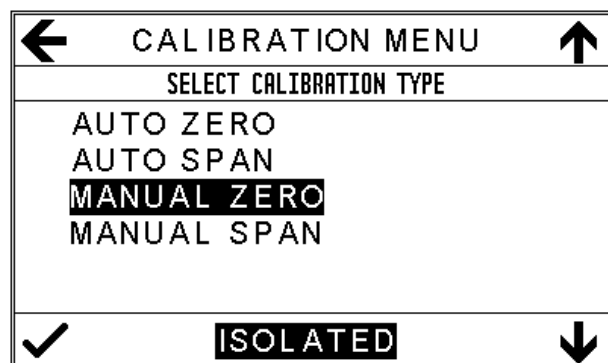 CALIBRATION MENU
SELECT CALIBRATION TYPE
AUTO ZERO
AUTO SPAN
MANUAL ZERO
MANUAL SPAN
ISOLATED